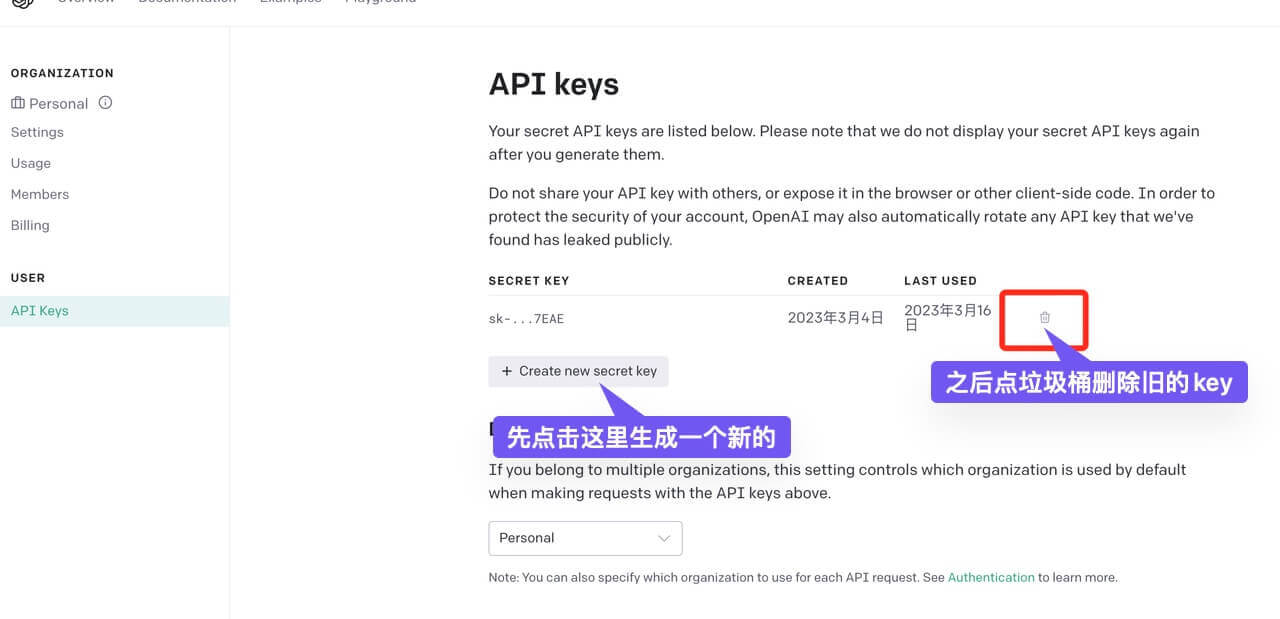 Overview Documentation Examples Playground
ORGANIZATION
Personal
Settings
Usage
Members
Billing
USER
API Keys
API keys
Your secret API keys are listed below. Please note that we do not display your secret API keys again
after you generate them.
Do not share your API key with others, or expose it in the browser or other client-side code. In order to
protect the security of your account, OpenAI may also automatically rotate any API key that we've
found has leaked publicly.
SECRET KEY CREATED LAST USED
sk-...7EAE 2023年3月4日 2023年3月16
日
+ Create new secret key
之后点垃圾桶删除旧的key
先点击这里生成一个新的
If you belong to multiple organizations, this setting controls which organization is used by default
when making requests with the API keys above.
Personal
Note: You can also specify which organization to use for each API request. See Authentication to learn more.